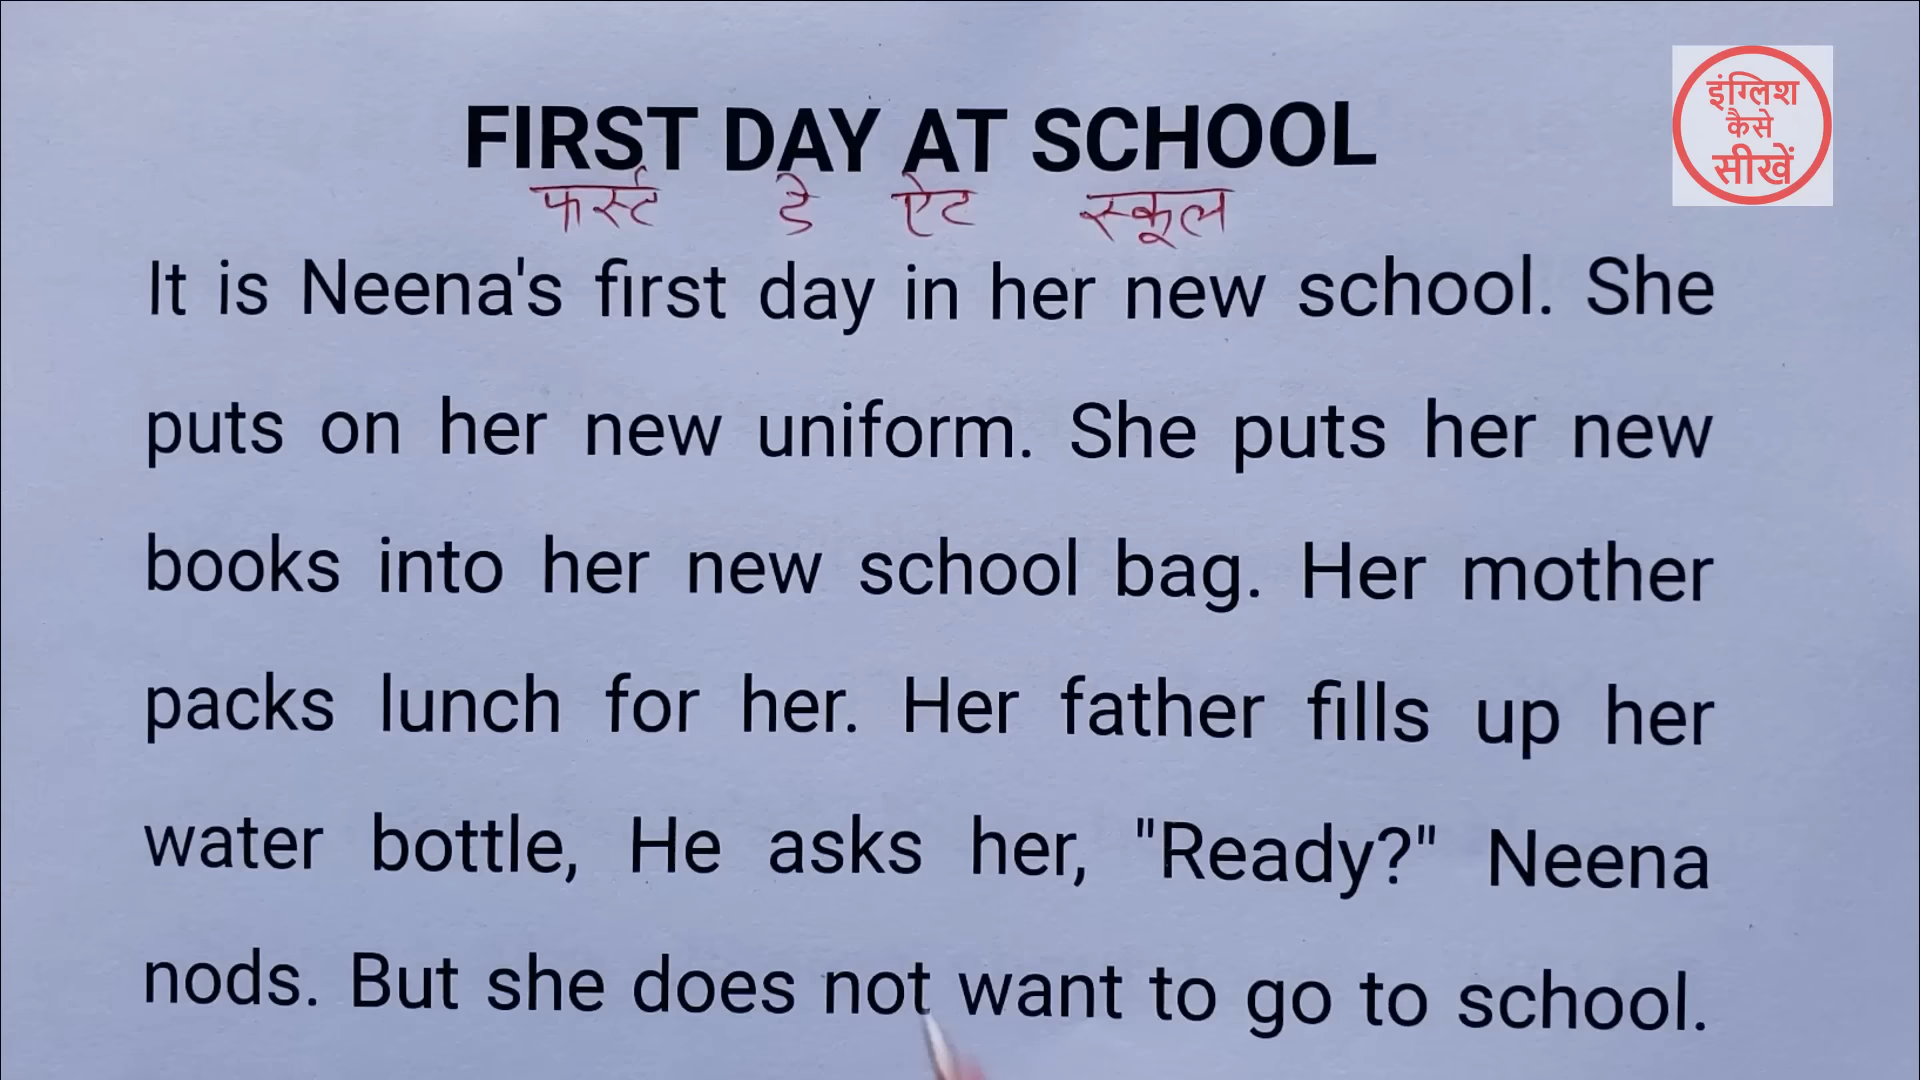 FIRST DAY AT SCHOOL
इंग्लिश
कैसे
सीखें
फर्स्ट डे ऐट स्कूल
It is Neena's first day in her new school. She
puts on her new uniform. She puts her new
books into her new school bag. Her mother
packs lunch for her. Her father fills up her
water bottle, He asks her, "Ready?" Neena
nods. But she does not want to go to school.